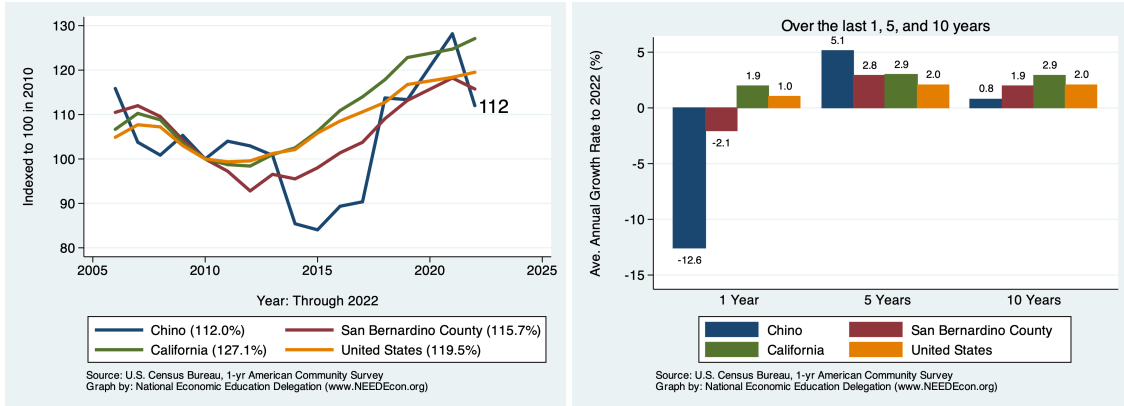 130
120
110
100
90
80
Indexed to 100 in 2010
112
2005
2010
2015
2020
2025
Year: Through 2022
Chino (112.0%)
San Bernardino County (115.7%)
California (127.1%)
United States (119.5%)
Source: U.S. Census Bureau, 1-yr American Community Survey
Graph by: National Economic Education Delegation (www.NEEDEcon.org)
Over the last 1, 5, and 10 years
5
0
-5
-10
-15
Ave. Annual Growth Rate to 2022 (%)
-12.6
-2.1
1.9
1.0
5.1
2.8
2.9
2.0
0.8
1.9
2.9
2.0
1 Year
5 Years
10 Years
Chino
San Bernardino County
California
United States
Source: U.S. Census Bureau, 1-yr American Community Survey
Graph by: National Economic Education Delegation (www.NEEDEcon.org)